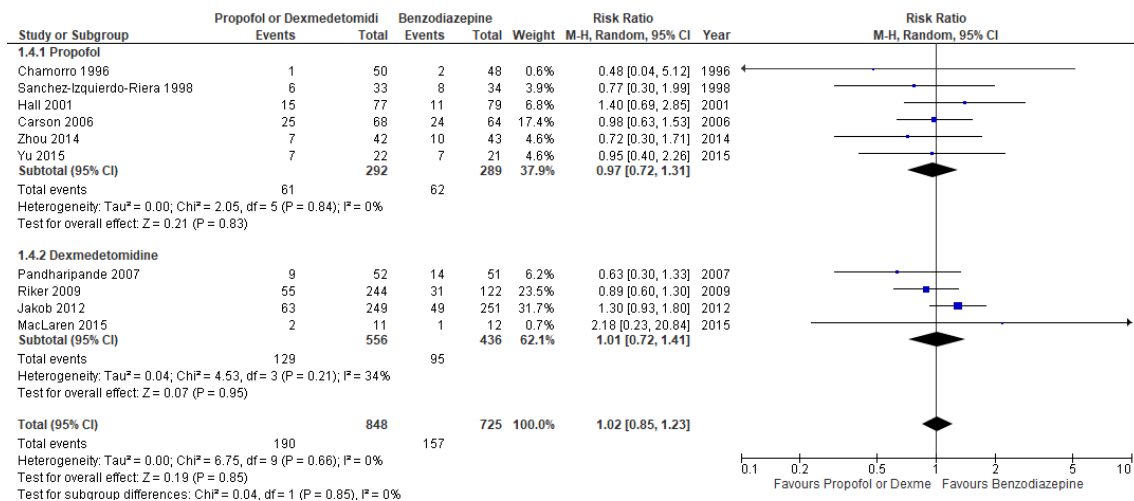 Propofol or Dexmedetomidi Benzodiazepine Risk Ratio Risk Ratio
Study or Subgroup Events Total Events Total Weight M-H, Random, 95% CI Year M-H, Random, 95% CI
1.4.1 Propofol
Chamorro 1996 1 50 2 48 0.6% 0.48 [0.04, 5.12] 1996
Sanchez-Izquierdo-Riera 1998 6 33 8 34 3.9% 0.77 [0.30, 1.99] 1998
Hall 2001 15 77 11 79 6.8% 1.40 [0.69, 2.85] 2001
Carson 2006 25 68 24 64 17.4% 0.98 [0.63, 1.53] 2006
Zhou 2014 7 42 10 43 4.6% 0.72 [0.30, 1.71] 2014
Yu 2015 7 22 7 21 4.6% 0.95 [0.40, 2.26] 2015
Subtotal (95% CI) 292 289 37.9% 0.97 [0.72, 1.31]
Total events 61 62
Heterogeneity: Tau² = 0.00; Chi² = 2.05, df = 5 (P = 0.84); I² = 0%
Test for overall effect: Z = 0.21 (P = 0.83)
1.4.2 Dexmedetomidine
Pandharipande 2007 9 52 14 51 6.2% 0.63 [0.30, 1.33] 2007
Riker 2009 55 244 31 122 23.5% 0.89 [0.60, 1.30] 2009
Jakob 2012 63 249 49 251 31.7% 1.30 [0.93, 1.80] 2012
MacLaren 2015 2 11 1 12 0.7% 2.18 [0.23, 20.84] 2015
Subtotal (95% CI) 556 436 62.1% 1.01 [0.72, 1.41]
Total events 129 95
Heterogeneity: Tau² = 0.04; Chi² = 4.53, df = 3 (P = 0.21); I² = 34%
Test for overall effect: Z = 0.07 (P = 0.95)
Total (95% CI) 848 725 100.0% 1.02 [0.85, 1.23]
Total events 190 157
Heterogeneity: Tau² = 0.00; Chi² = 6.75, df = 9 (P = 0.66); I² = 0%
Test for overall effect: Z = 0.19 (P = 0.85)
Test for subgroup differences: Chi² = 0.04, df = 1 (P = 0.85), I² = 0%
0.1 0.2 0.5 1 2 5 10
Favours Propofol or Dexme Favours Benzodiazepine